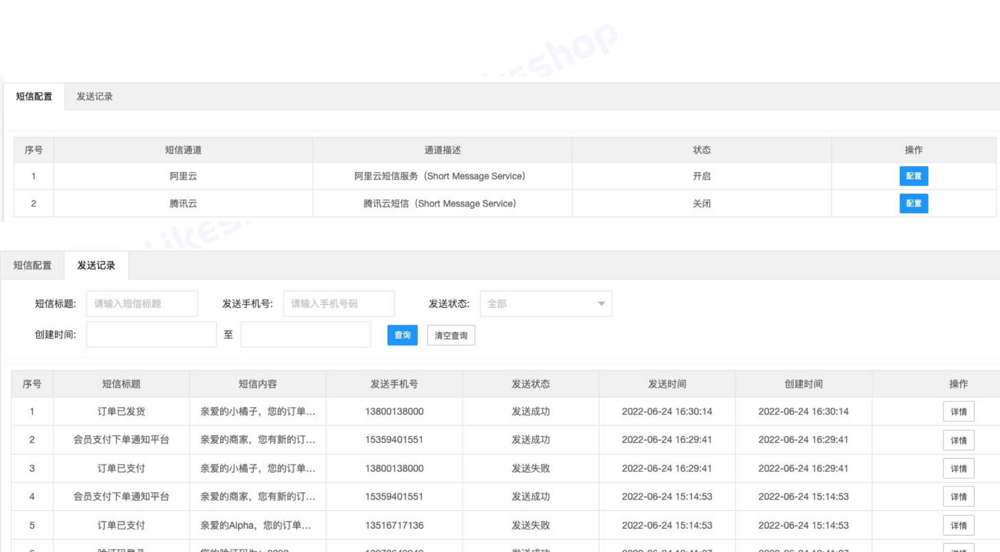 keshop
短信配置 发送记录
序号 短信通道 通道描述 状态 操作
1 阿里云 阿里云短信服务（Short Message Service） 开启 配置
2 腾讯云 腾讯云短信（Short Message Service） 关闭 配置
likes
短信配置 发送记录
短信标题: 请输入短信标题 发送手机号: 请输入手机号码 发送状态: 全部
创建时间: 至 查询 清空查询
序号 短信标题 短信内容 发送手机号 发送状态 发送时间 创建时间 操作
1 订单已发货 亲爱的小橘子，您的订单... 13800138000 发送成功 2022-06-24 16:30:14 2022-06-24 16:30:14 详情
2 会员支付下单通知平台 亲爱的商家，您有新的订... 15359401551 发送成功 2022-06-24 16:29:41 2022-06-24 16:29:41 详情
3 订单已支付 亲爱的小橘子，您的订单... 13800138000 发送失败 2022-06-24 16:29:41 2022-06-24 16:29:41 详情
4 会员支付下单通知平台 亲爱的商家，您有新的订... 15359401551 发送成功 2022-06-24 15:14:53 2022-06-24 15:14:53 详情
5 订单已支付 亲爱的Alpha，您的订单... 13516717136 发送失败 2022-06-24 15:14:53 2022-06-24 15:14:53 详情